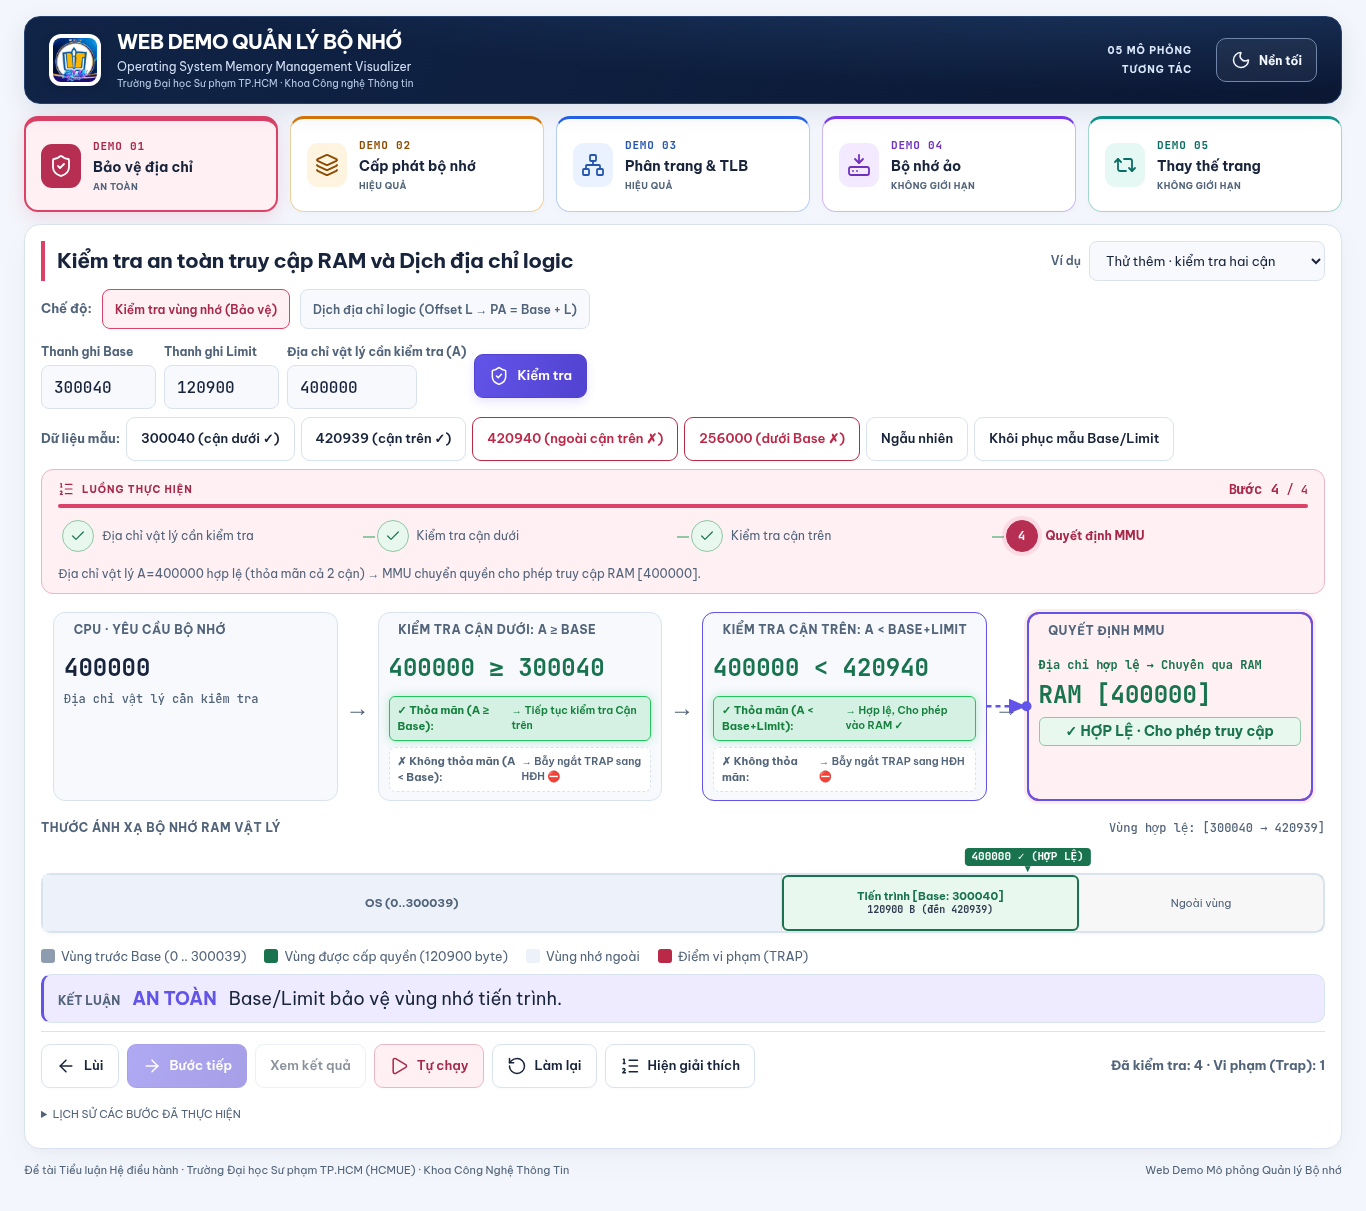 WEB DEMO QUẢN LÝ BỘ NHỚ
Operating System Memory Management Visualizer
Trường Đại học Sư phạm TP.HCM · Khoa Công nghệ Thông tin
05 MÔ PHỎNG
TƯƠNG TÁC
Nền tối
DEMO 01
Bảo vệ địa chỉ
AN TOÀN
DEMO 02
Cấp phát bộ nhớ
HIỆU QUẢ
DEMO 03
Phân trang & TLB
HIỆU QUẢ
DEMO 04
Bộ nhớ ảo
KHÔNG GIỚI HẠN
DEMO 05
Thay thế trang
KHÔNG GIỚI HẠN
Kiểm tra an toàn truy cập RAM và Dịch địa chỉ logic
Ví dụ
Thử thêm · kiểm tra hai cận
Chế độ:
Kiểm tra vùng nhớ (Bảo vệ)
Dịch địa chỉ logic (Offset L → PA = Base + L)
Thanh ghi Base
Thanh ghi Limit
Địa chỉ vật lý cần kiểm tra (A)
300040
120900
400000
Kiểm tra
Dữ liệu mẫu:
300040 (cận dưới ✓)
420939 (cận trên ✓)
420940 (ngoài cận trên ✗)
256000 (dưới Base ✗)
Ngẫu nhiên
Khôi phục mẫu Base/Limit
LUỒNG THỰC HIỆN
Bước 4 / 4
Địa chỉ vật lý cần kiểm tra
Kiểm tra cận dưới
Kiểm tra cận trên
4
Quyết định MMU
Địa chỉ vật lý A=400000 hợp lệ (thỏa mãn cả 2 cận) → MMU chuyển quyền cho phép truy cập RAM [400000].
CPU · YÊU CẦU BỘ NHỚ
400000
Địa chỉ vật lý cần kiểm tra
→
KIỂM TRA CẬN DƯỚI: A ≥ BASE
400000 ≥ 300040
✓ Thỏa mãn (A ≥ Base):
→ Tiếp tục kiểm tra Cận trên
✗ Không thỏa mãn (A < Base):
→ Bẫy ngắt TRAP sang HĐH ⛔
→
KIỂM TRA CẬN TRÊN: A < BASE+LIMIT
400000 < 420940
✓ Thỏa mãn (A < Base+Limit):
→ Hợp lệ, Cho phép vào RAM ✓
✗ Không thỏa mãn:
→ Bẫy ngắt TRAP sang HĐH ⛔
→
QUYẾT ĐỊNH MMU
Địa chỉ hợp lệ → Chuyển qua RAM
RAM [400000]
✓ HỢP LỆ · Cho phép truy cập
THƯỚC ÁNH XẠ BỘ NHỚ RAM VẬT LÝ
Vùng hợp lệ: [300040 → 420939]
400000 ✓ (HỢP LỆ)
OS (0..300039)
Tiến trình [Base: 300040]
120900 B (đến 420939)
Ngoài vùng
Vùng trước Base (0 .. 300039)
Vùng được cấp quyền (120900 byte)
Vùng nhớ ngoài
Điểm vi phạm (TRAP)
KẾT LUẬN
AN TOÀN
Base/Limit bảo vệ vùng nhớ tiến trình.
Lùi
Bước tiếp
Xem kết quả
Tự chạy
Làm lại
Hiện giải thích
Đã kiểm tra: 4 · Vi phạm (Trap): 1
LỊCH SỬ CÁC BƯỚC ĐÃ THỰC HIỆN
Đề tài Tiểu luận Hệ điều hành · Trường Đại học Sư phạm TP.HCM (HCMUE) · Khoa Công Nghệ Thông Tin
Web Demo Mô phỏng Quản lý Bộ nhớ